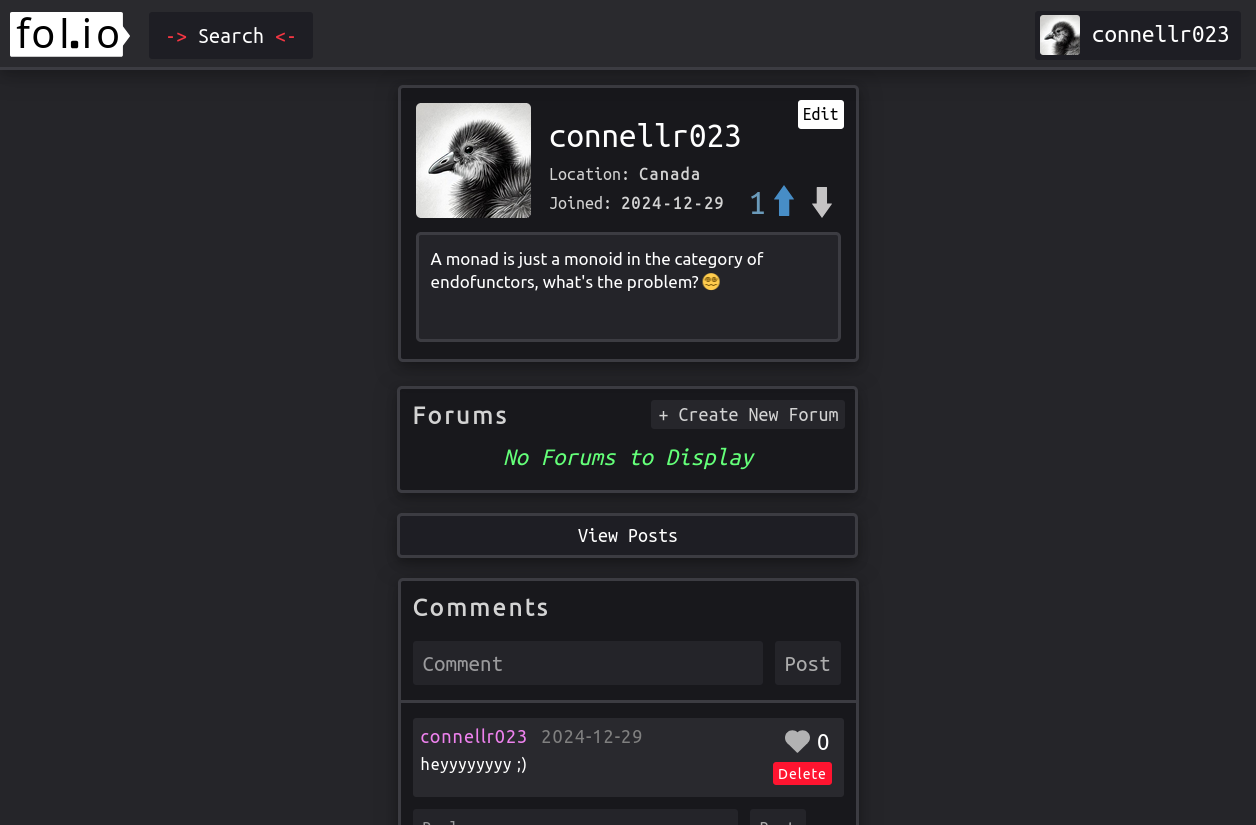 fol.io
-> Search <-
connellr023
Edit
connellr023
Location: Canada
Joined: 2024-12-29
1
A monad is just a monoid in the category of
endofunctors, what's the problem? 😵‍💫
Forums
+ Create New Forum
No Forums to Display
View Posts
Comments
Comment
Post
connellr023 2024-12-29
0
heyyyyyyyy ;)
Delete